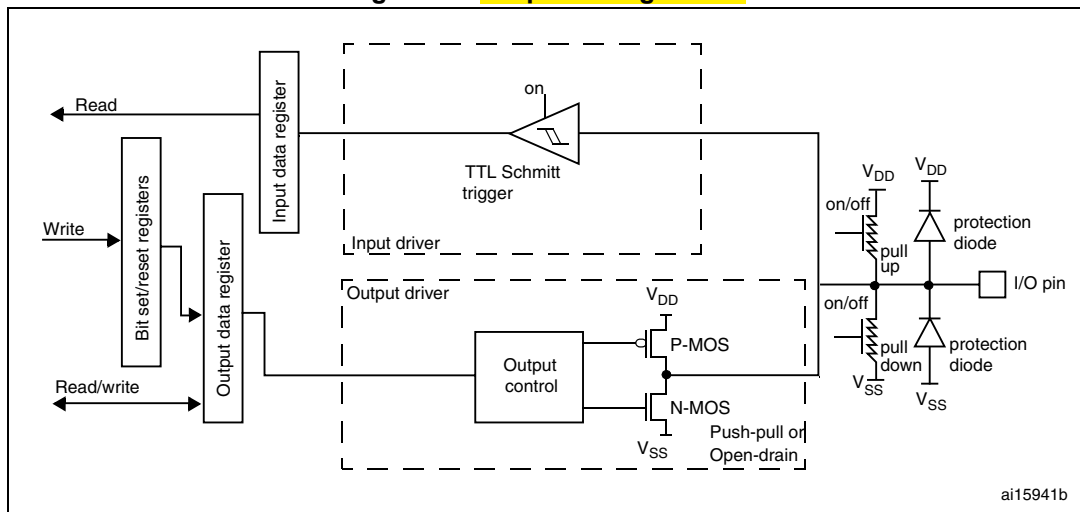 Read
Input data register
on
TTL Schmitt
trigger
Input driver
Bit set/reset registers
Write
Output data register
Read/write
Output driver
Output
control
VDD
P-MOS
N-MOS
VSS
Push-pull or
Open-drain
VDD
on/off
pull
up
on/off
pull
down
VSS
VDD
protection
diode
I/O pin
protection
diode
VSS
ai15941b